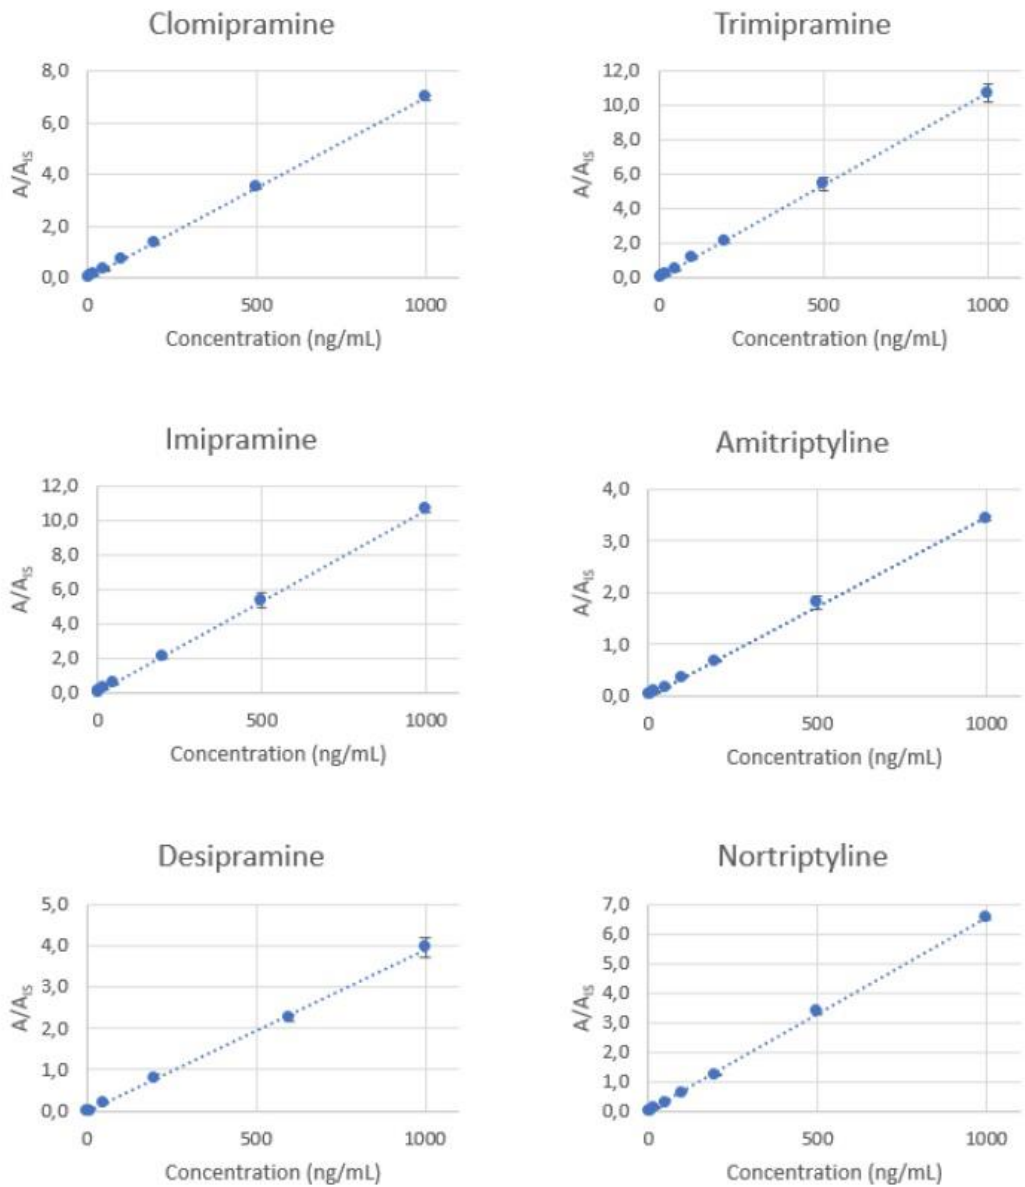 Clomipramine
8,0
6,0
4,0
2,0
0,0
A/A_IS
0 500 1000
Concentration (ng/mL)
Trimipramine
12,0
10,0
8,0
6,0
4,0
2,0
0,0
A/A_IS
0 500 1000
Concentration (ng/mL)
Imipramine
12,0
10,0
8,0
6,0
4,0
2,0
0,0
A/A_IS
0 500 1000
Concentration (ng/mL)
Amitriptyline
4,0
3,0
2,0
1,0
0,0
A/A_IS
0 500 1000
Concentration (ng/mL)
Desipramine
5,0
4,0
3,0
2,0
1,0
0,0
A/A_IS
0 500 1000
Concentration (ng/mL)
Nortriptyline
7,0
6,0
5,0
4,0
3,0
2,0
1,0
0,0
A/A_IS
0 500 1000
Concentration (ng/mL)